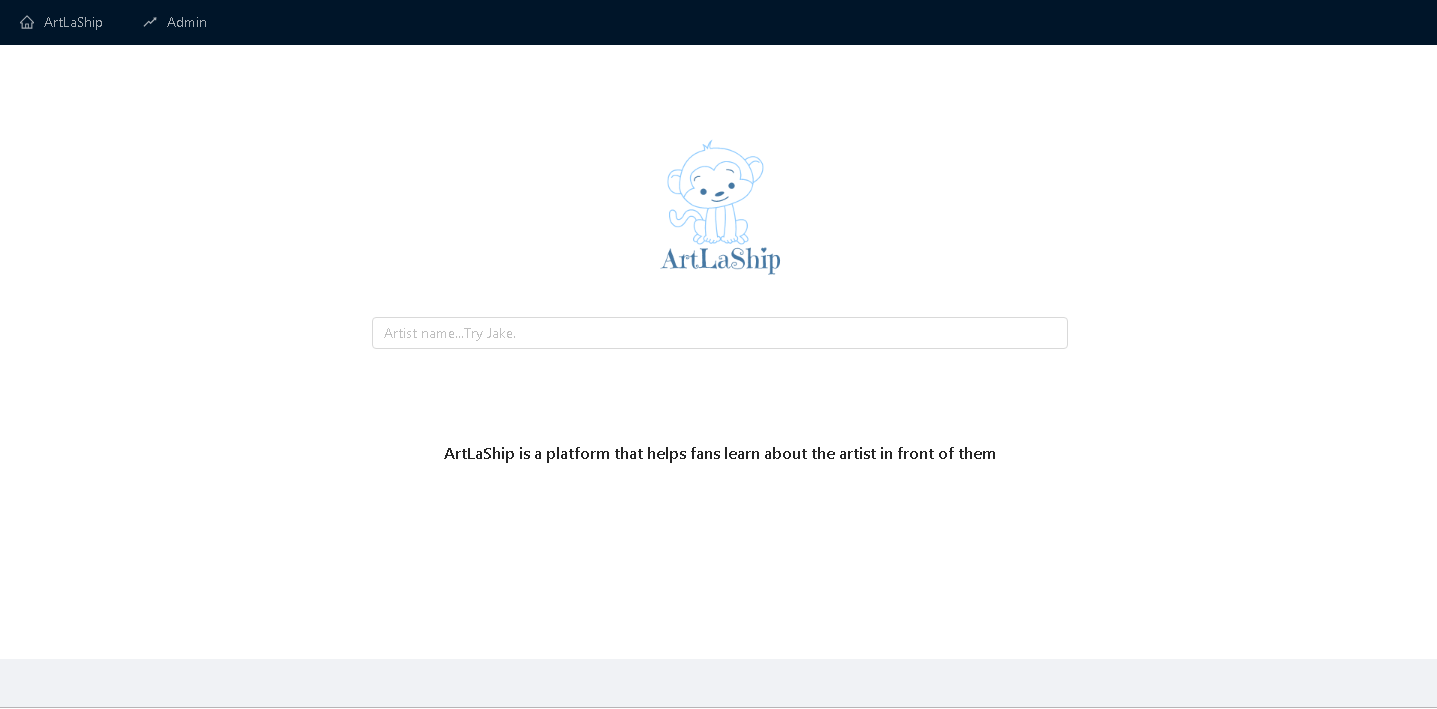 ArtLaShip
Admin
ArtLaShip
Artist name...Try Jake.
ArtLaShip is a platform that helps fans learn about the artist in front of them